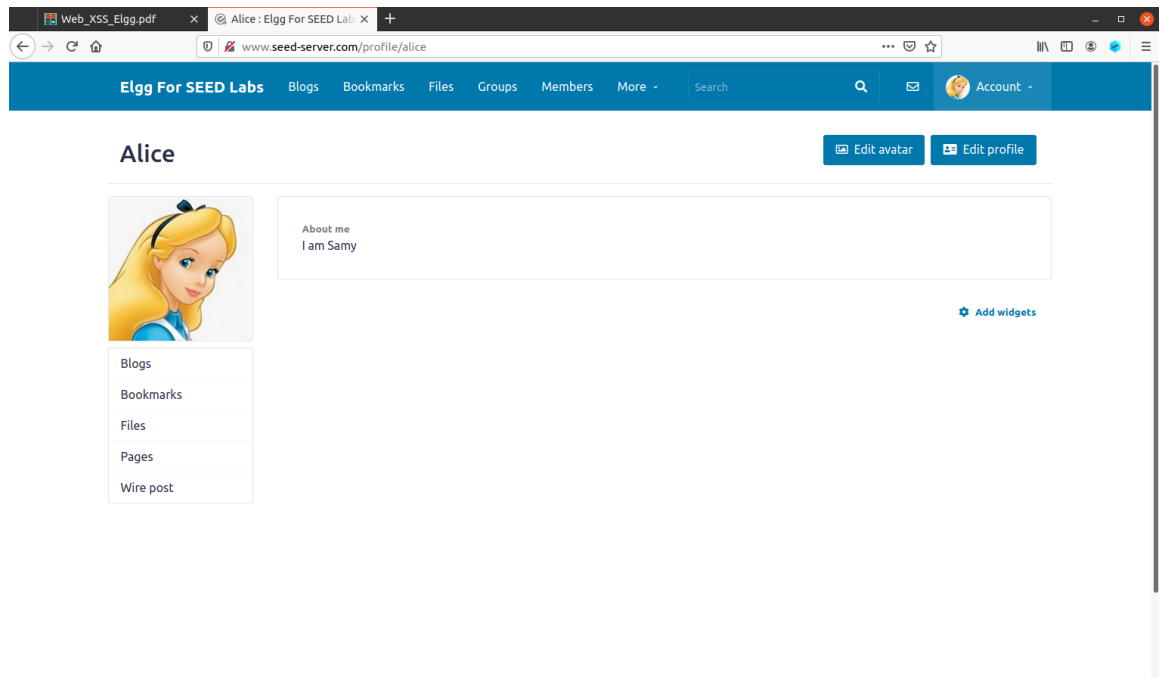 Web_XSS_Elgg.pdf
Alice : Elgg For SEED Lab
www.seed-server.com/profile/alice
Elgg For SEED Labs Blogs Bookmarks Files Groups Members More Search Account
Alice
Edit avatar Edit profile
About me
I am Samy
Add widgets
Blogs
Bookmarks
Files
Pages
Wire post